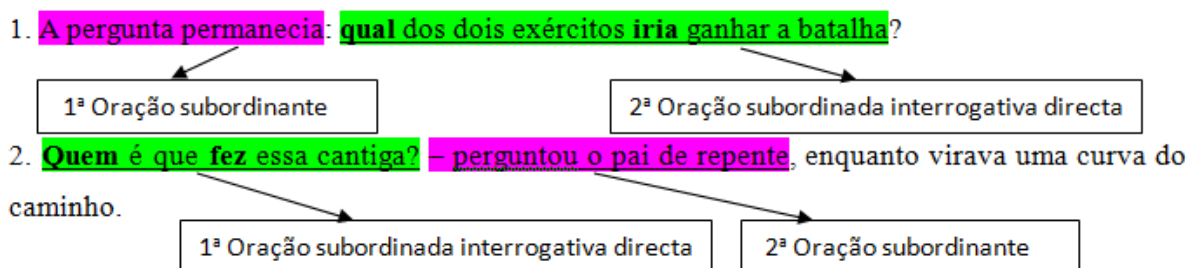 1. A pergunta permanecia: qual dos dois exércitos iria ganhar a batalha?
1ª Oração subordinante
2ª Oração subordinada interrogativa directa
2. Quem é que fez essa cantiga? – perguntou o pai de repente, enquanto virava uma curva do
caminho.
1ª Oração subordinada interrogativa directa
2ª Oração subordinante